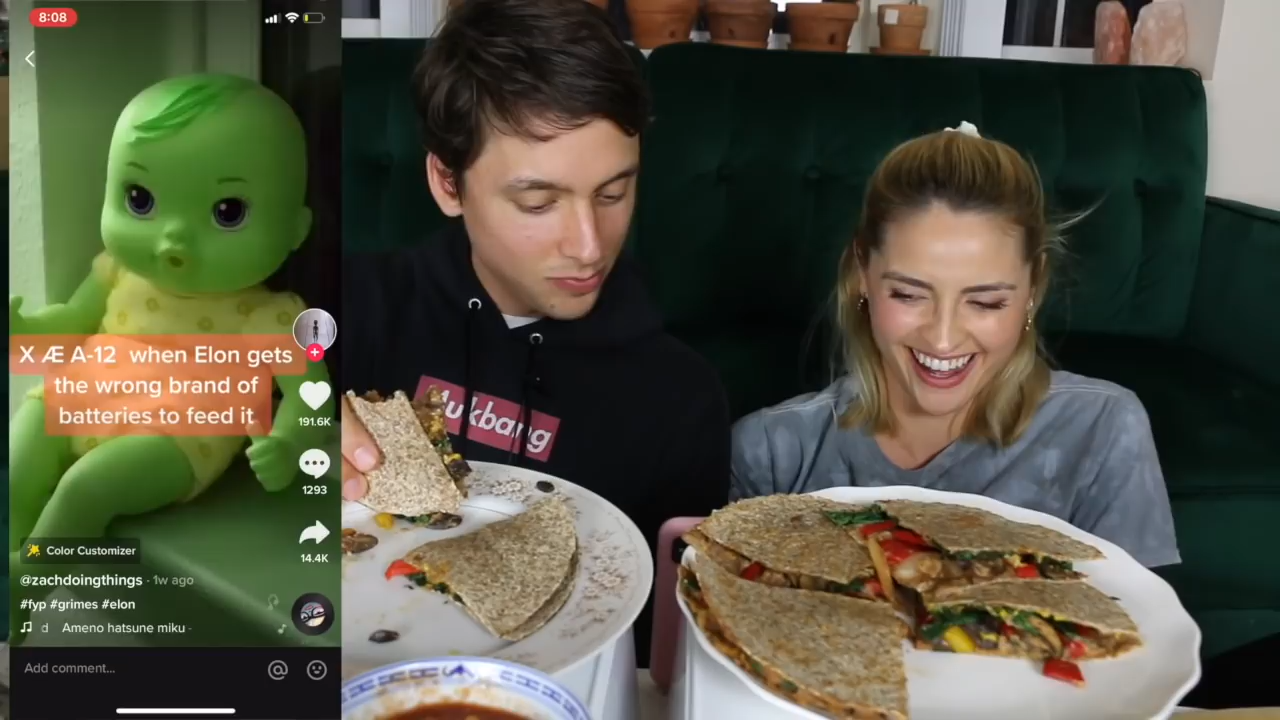 8:08
X Æ A-12 when Elon gets
the wrong brand of
batteries to feed it
191.6K
1293
14.4K
Color Customizer
@zachdoingthings · 1w ago
#fyp #grimes #elon
d Ameno hatsune miku -
Add comment...
Mukbang